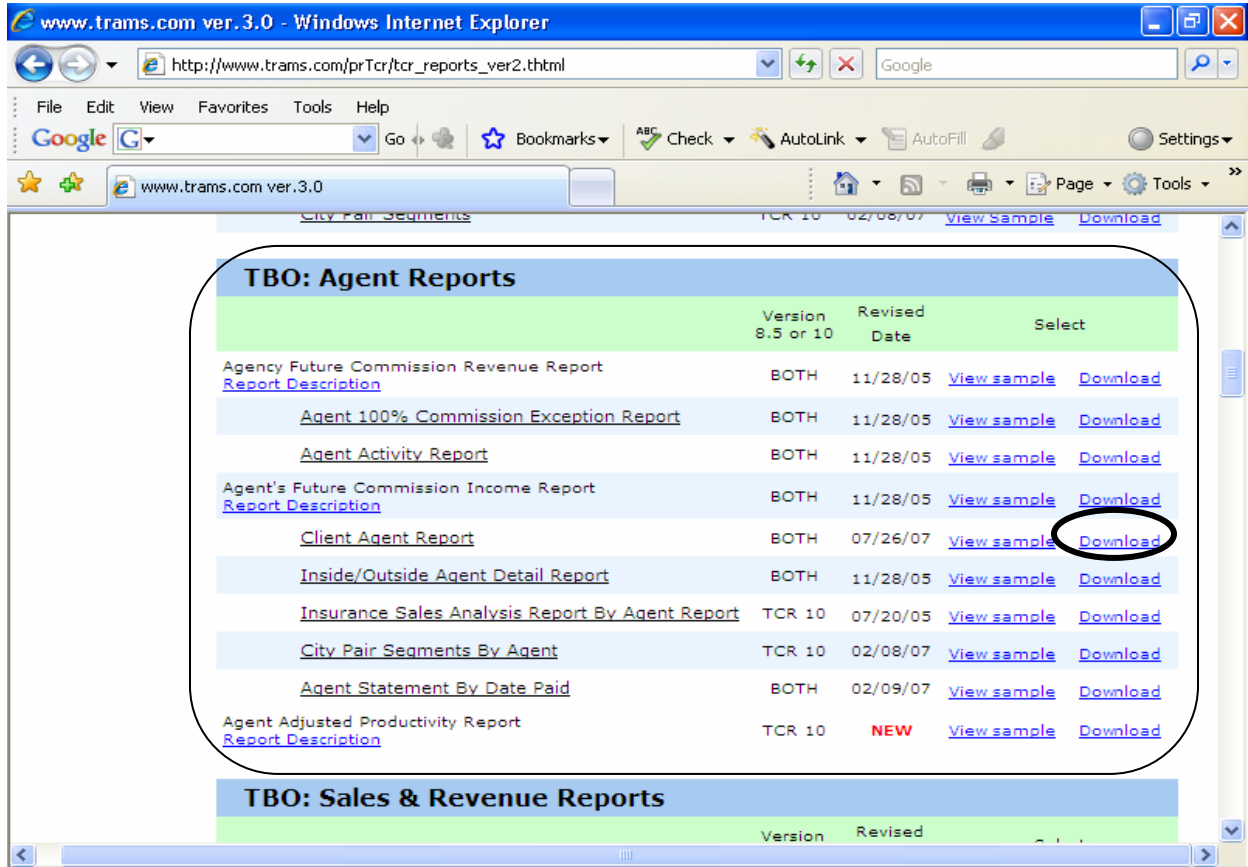 www.trams.com ver.3.0 - Windows Internet Explorer
http://www.trams.com/prTcr/tcr_reports_ver2.thtml
Google
File Edit View Favorites Tools Help
Google G Go Bookmarks ABC Check AutoLink AutoFill Settings
www.trams.com ver.3.0 Page Tools »
City Pair Segments TCR 10 02/08/07 View Sample Download
TBO: Agent Reports
Version 8.5 or 10 Revised Date Select
Agency Future Commission Revenue Report
Report Description BOTH 11/28/05 View sample Download
Agent 100% Commission Exception Report BOTH 11/28/05 View sample Download
Agent Activity Report BOTH 11/28/05 View sample Download
Agent's Future Commission Income Report
Report Description BOTH 11/28/05 View sample Download
Client Agent Report BOTH 07/26/07 View sample Download
Inside/Outside Agent Detail Report BOTH 11/28/05 View sample Download
Insurance Sales Analysis Report By Agent Report TCR 10 07/20/05 View sample Download
City Pair Segments By Agent TCR 10 02/08/07 View sample Download
Agent Statement By Date Paid BOTH 02/09/07 View sample Download
Agent Adjusted Productivity Report
Report Description TCR 10 NEW View sample Download
TBO: Sales & Revenue Reports
Version Revised